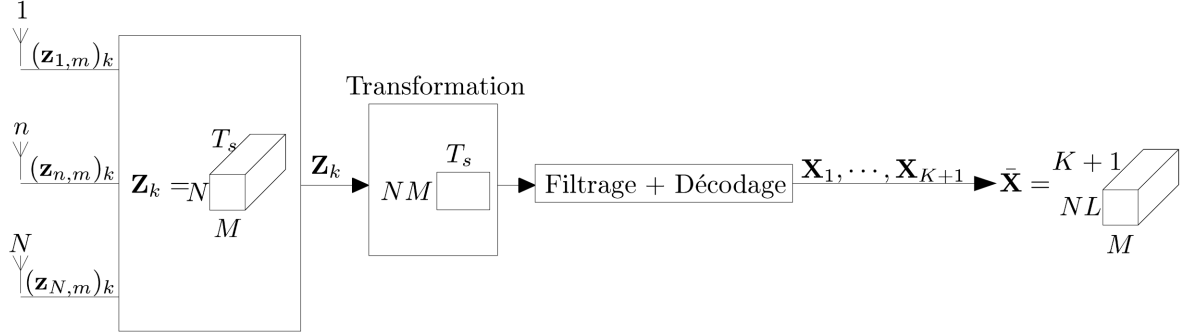 1
(z_{1,m})_k
n
(z_{n,m})_k
N
(z_{N,m})_k
Z_k =
N
T_s
M
Z_k
Transformation
T_s
NM
Filtrage + Décodage
X_1, ⋯, X_{K+1}
X̄ =
K + 1
NL
M